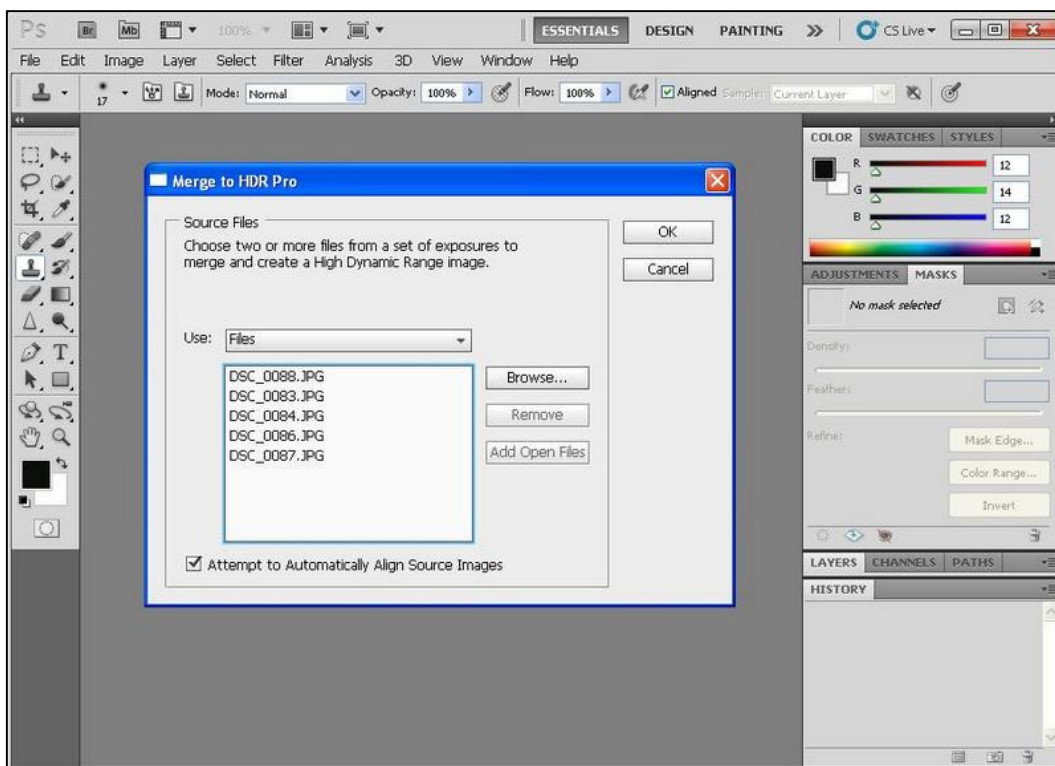 Ps Br Mb 100% ESSENTIALS DESIGN PAINTING CS Live
File Edit Image Layer Select Filter Analysis 3D View Window Help
17 Mode: Normal Opacity: 100% Flow: 100% Aligned Sample: Current Layer
COLOR SWATCHES STYLES
R 12
G 14
B 12
Merge to HDR Pro
Source Files
Choose two or more files from a set of exposures to
merge and create a High Dynamic Range image.
OK
Cancel
Use: Files
DSC_0088.JPG
DSC_0083.JPG
DSC_0084.JPG
DSC_0086.JPG
DSC_0087.JPG
Browse...
Remove
Add Open Files
Attempt to Automatically Align Source Images
ADJUSTMENTS MASKS
No mask selected
Density:
Feather:
Refine:
Mask Edge...
Color Range...
Invert
LAYERS CHANNELS PATHS
HISTORY